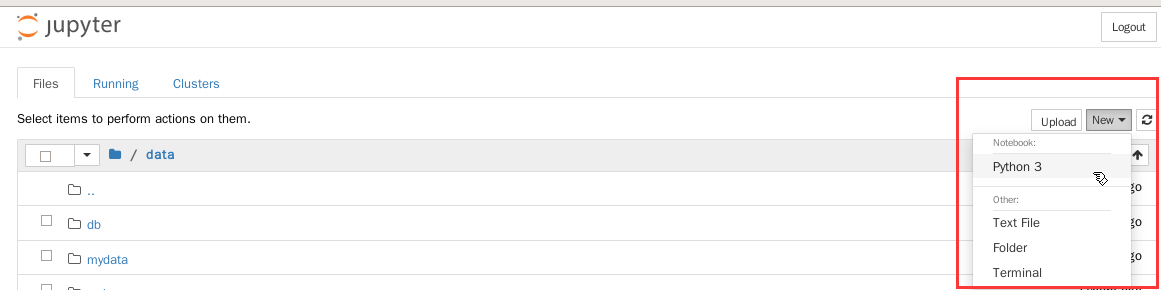 jupyter
Logout
Files Running Clusters
Select items to perform actions on them.
Upload New
/ data
Notebook:
Python 3
..
go
Other:
db
Text File
go
Folder
mydata
go
Terminal